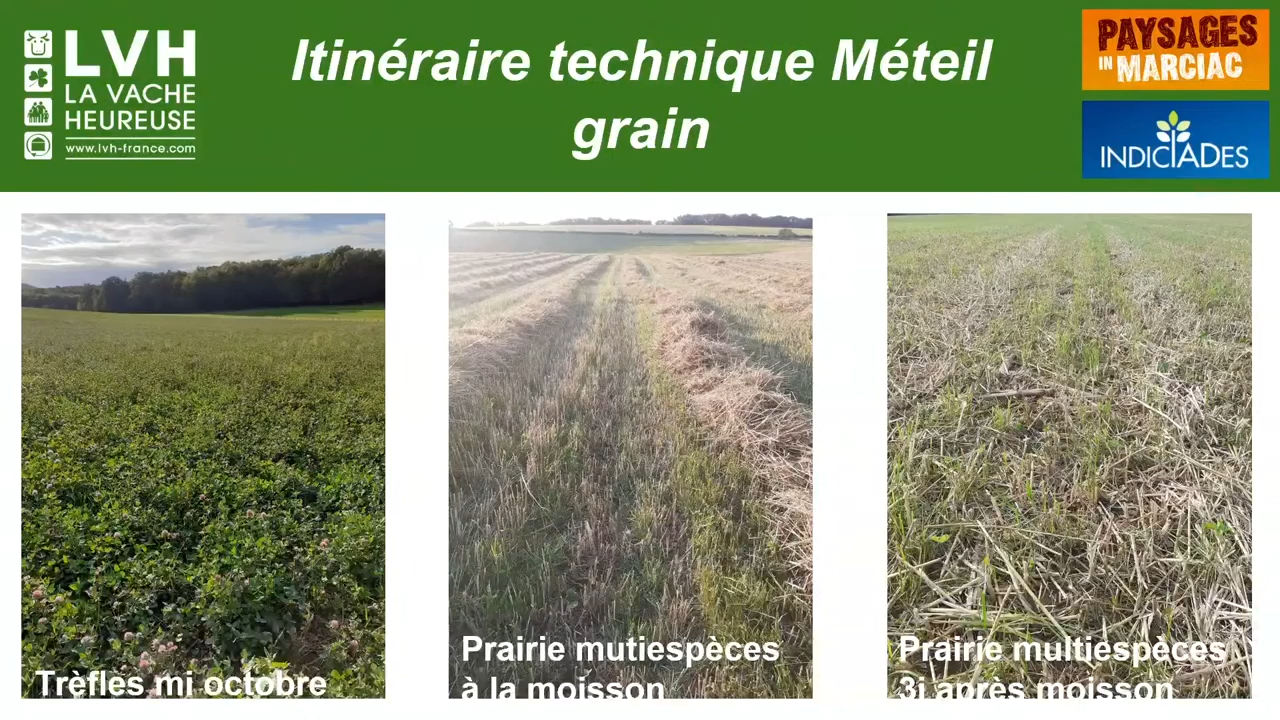 LVH
LA VACHE
HEUREUSE
www.lvh-france.com
Itinéraire technique Méteil
grain
PAYSAGES
IN MARCIAC
INDICIADES
Trèfles mi octobre
Prairie mutiespèces
à la moisson
Prairie multiespèces
3j après moisson